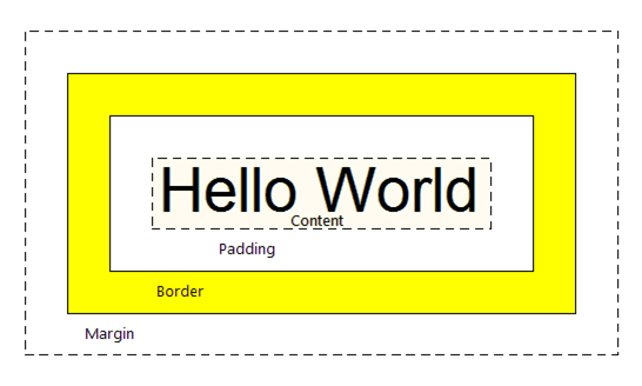 Hello World
Content
Padding
Border
Margin